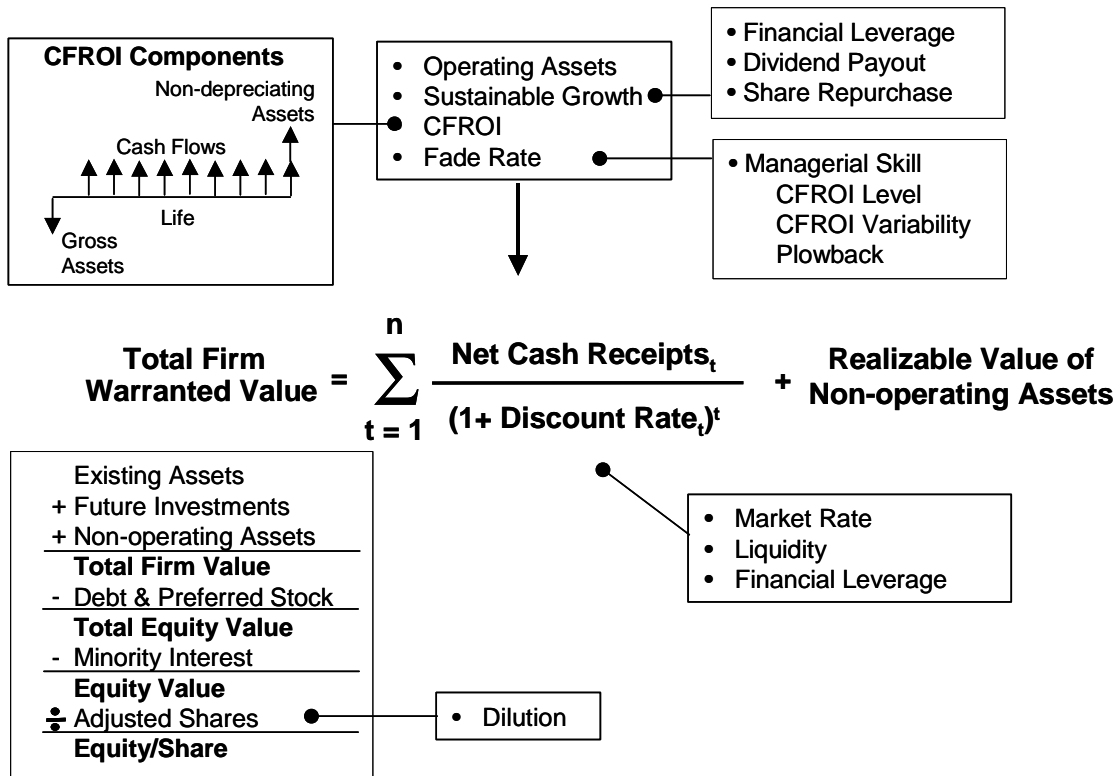 CFROI Components
Non-depreciating
Assets
Cash Flows
Life
Gross
Assets
• Operating Assets
• Sustainable Growth
• CFROI
• Fade Rate
• Financial Leverage
• Dividend Payout
• Share Repurchase
• Managerial Skill
CFROI Level
CFROI Variability
Plowback
Total Firm
Warranted Value
=
n
∑
t = 1
Net Cash Receiptsₜ
(1+ Discount Rateₜ)ᵗ
+
Realizable Value of
Non-operating Assets
Existing Assets
+ Future Investments
+ Non-operating Assets
Total Firm Value
- Debt & Preferred Stock
Total Equity Value
- Minority Interest
Equity Value
÷ Adjusted Shares
Equity/Share
• Dilution
• Market Rate
• Liquidity
• Financial Leverage